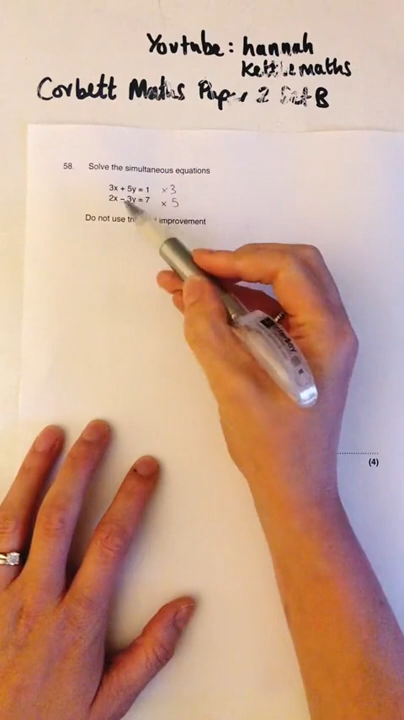 Youtube: hannah
kettlemaths
Corbett Maths Paper 2 Set B
58. Solve the simultaneous equations
3x + 5y = 1 × 3
2x - 3y = 7 × 5
Do not use improvement
(4)